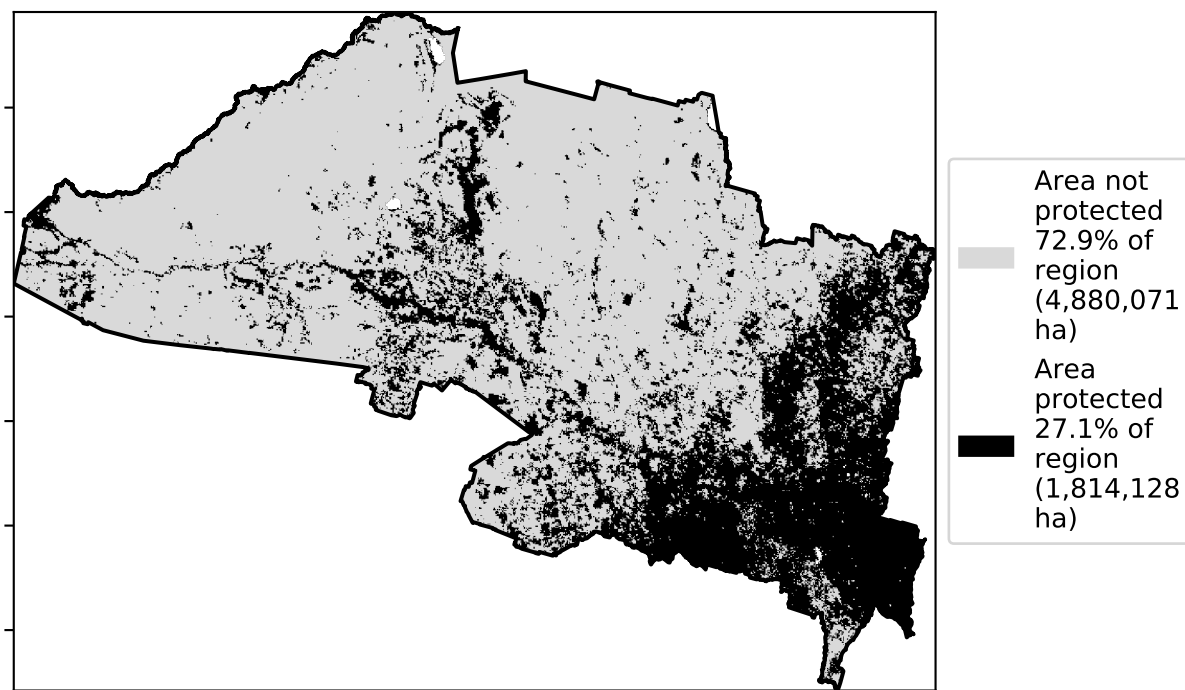 Area not
protected
72.9% of
region
(4,880,071
ha)
Area
protected
27.1% of
region
(1,814,128
ha)